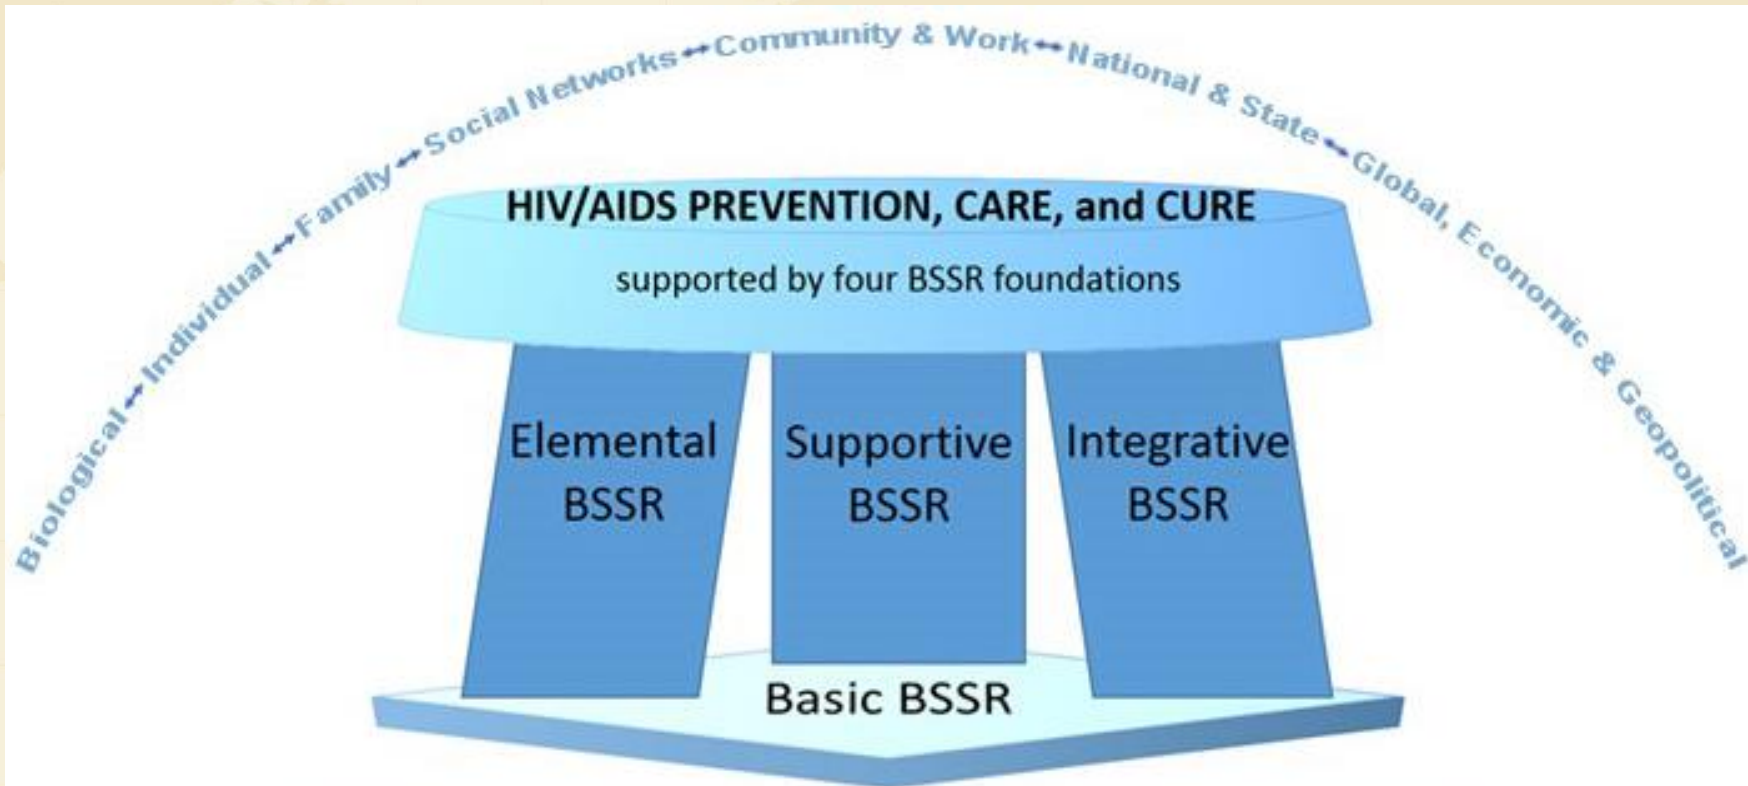 Biological↔Individual↔Family↔Social Networks↔Community & Work↔National & State↔Global, Economic & Geopolitical
HIV/AIDS PREVENTION, CARE, and CURE
supported by four BSSR foundations
Elemental
BSSR
Supportive
BSSR
Integrative
BSSR
Basic BSSR